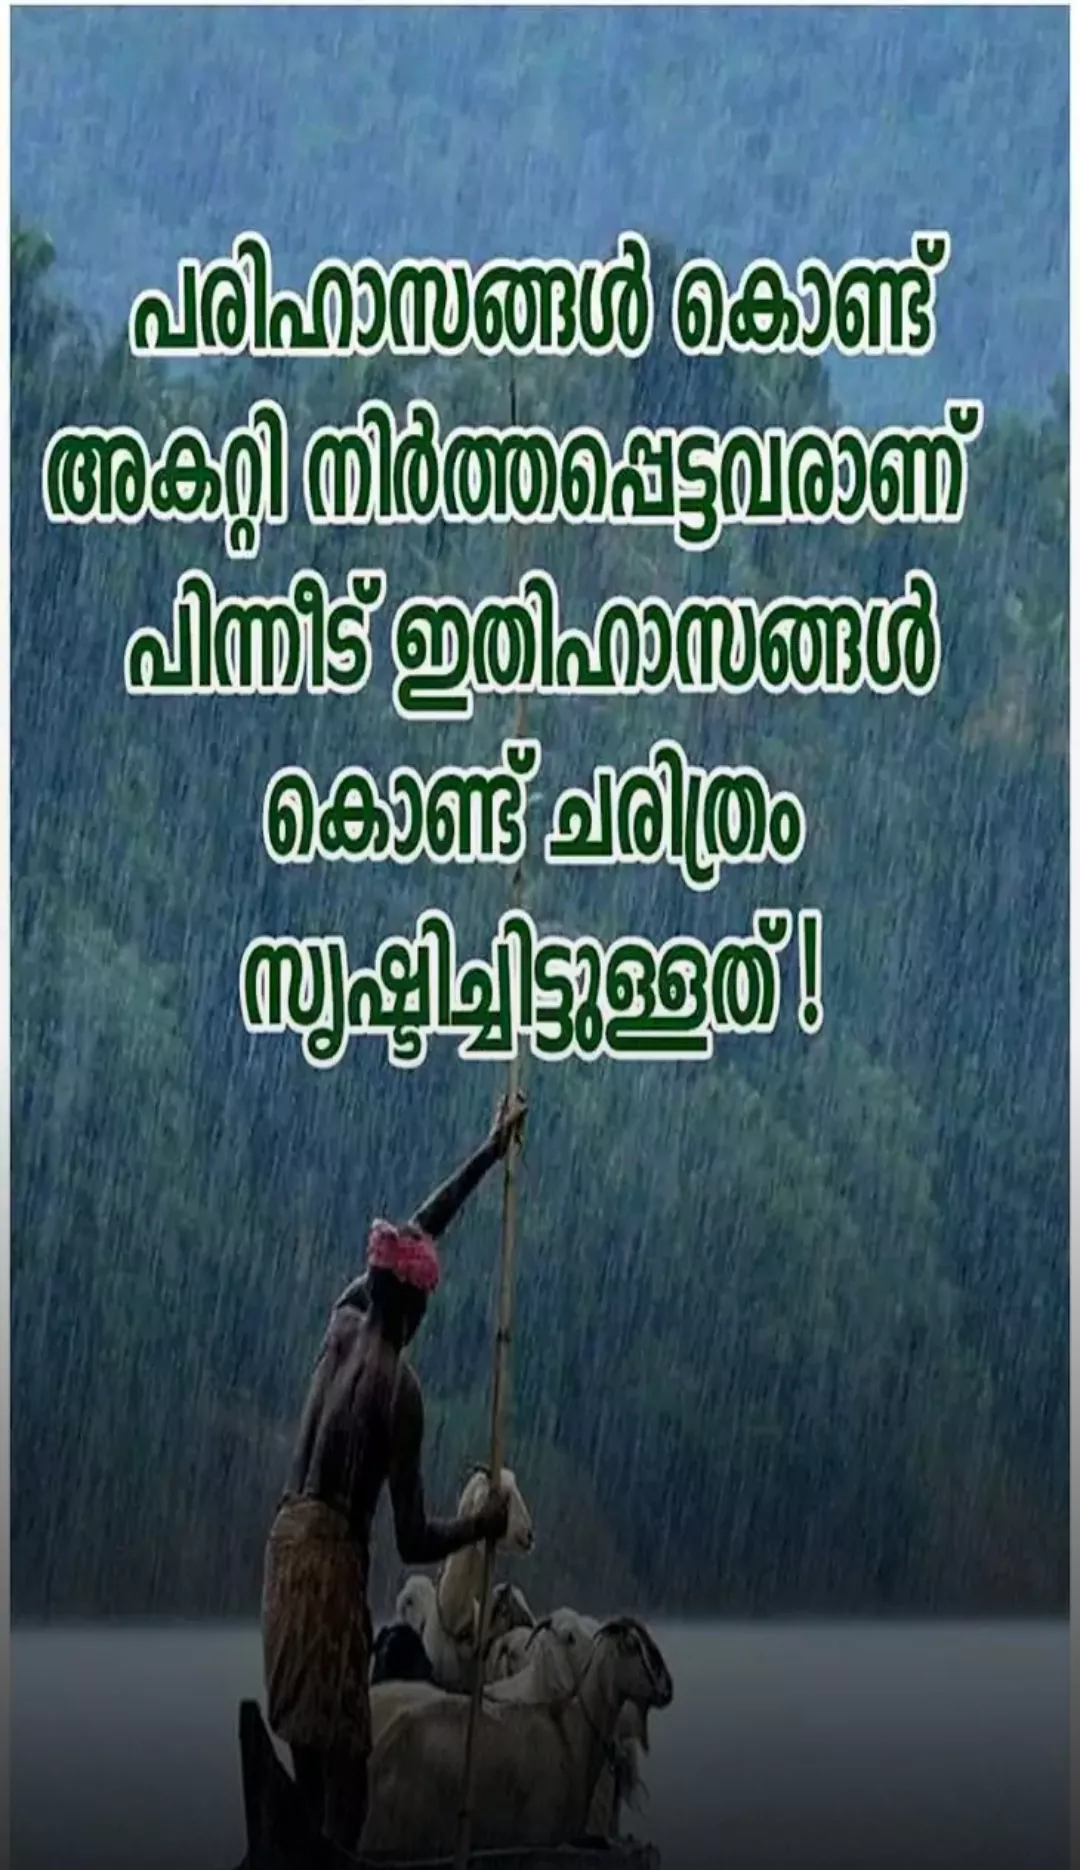 പരിഹാസങ്ങൾ കൊണ്ട്
അകറ്റി നിർത്തപ്പെട്ടവരാണ്
പിന്നീട് ഇതിഹാസങ്ങൾ
കൊണ്ട് ചരിത്രം
സൃഷ്ടിച്ചിട്ടുള്ളത് !